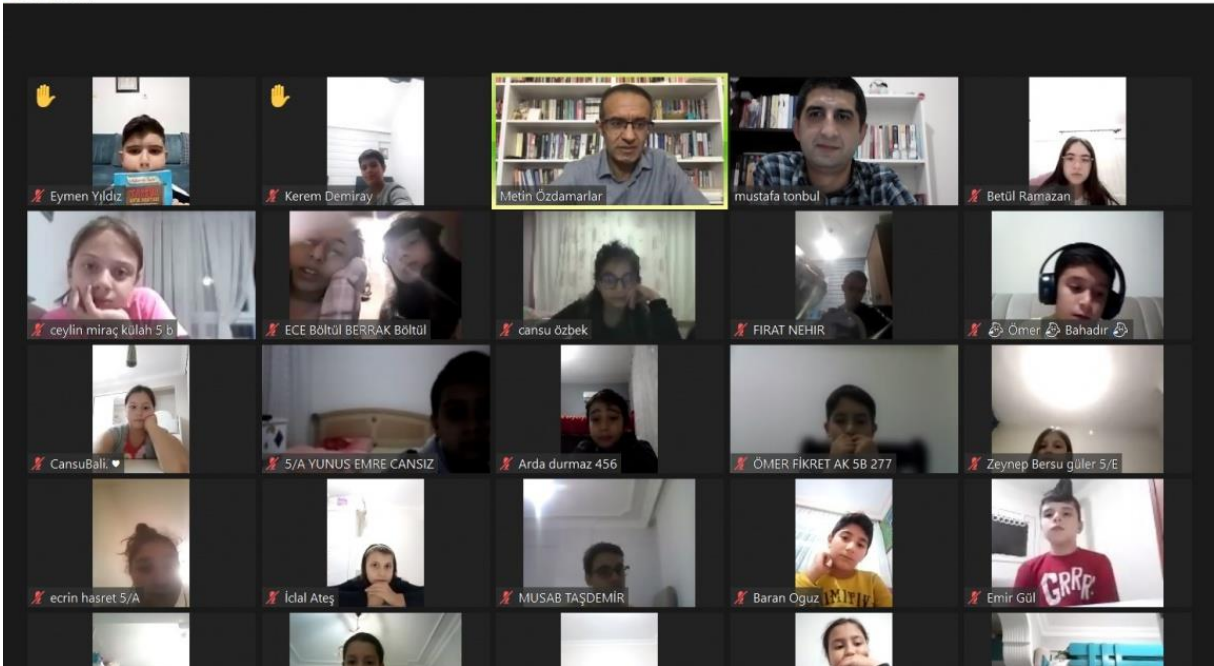 Eymen Yıldız
Kerem Demiray
Metin Özdamarlar
mustafa tonbul
Betül Ramazan
ceylin miraç külah 5 b
ECE Böltül BERRAK Böltül
cansu özbek
FIRAT NEHIR
Ömer Bahadır
CansuBali. ♥
5/A YUNUS EMRE CANSIZ
Arda durmaz 456
ÖMER FİKRET AK 5B 277
Zeynep Bersu güler 5/E
ecrin hasret 5/A
İclal Ateş
MUSAB TAŞDEMİR
Baran Oguz
Emir Gül
GRRR